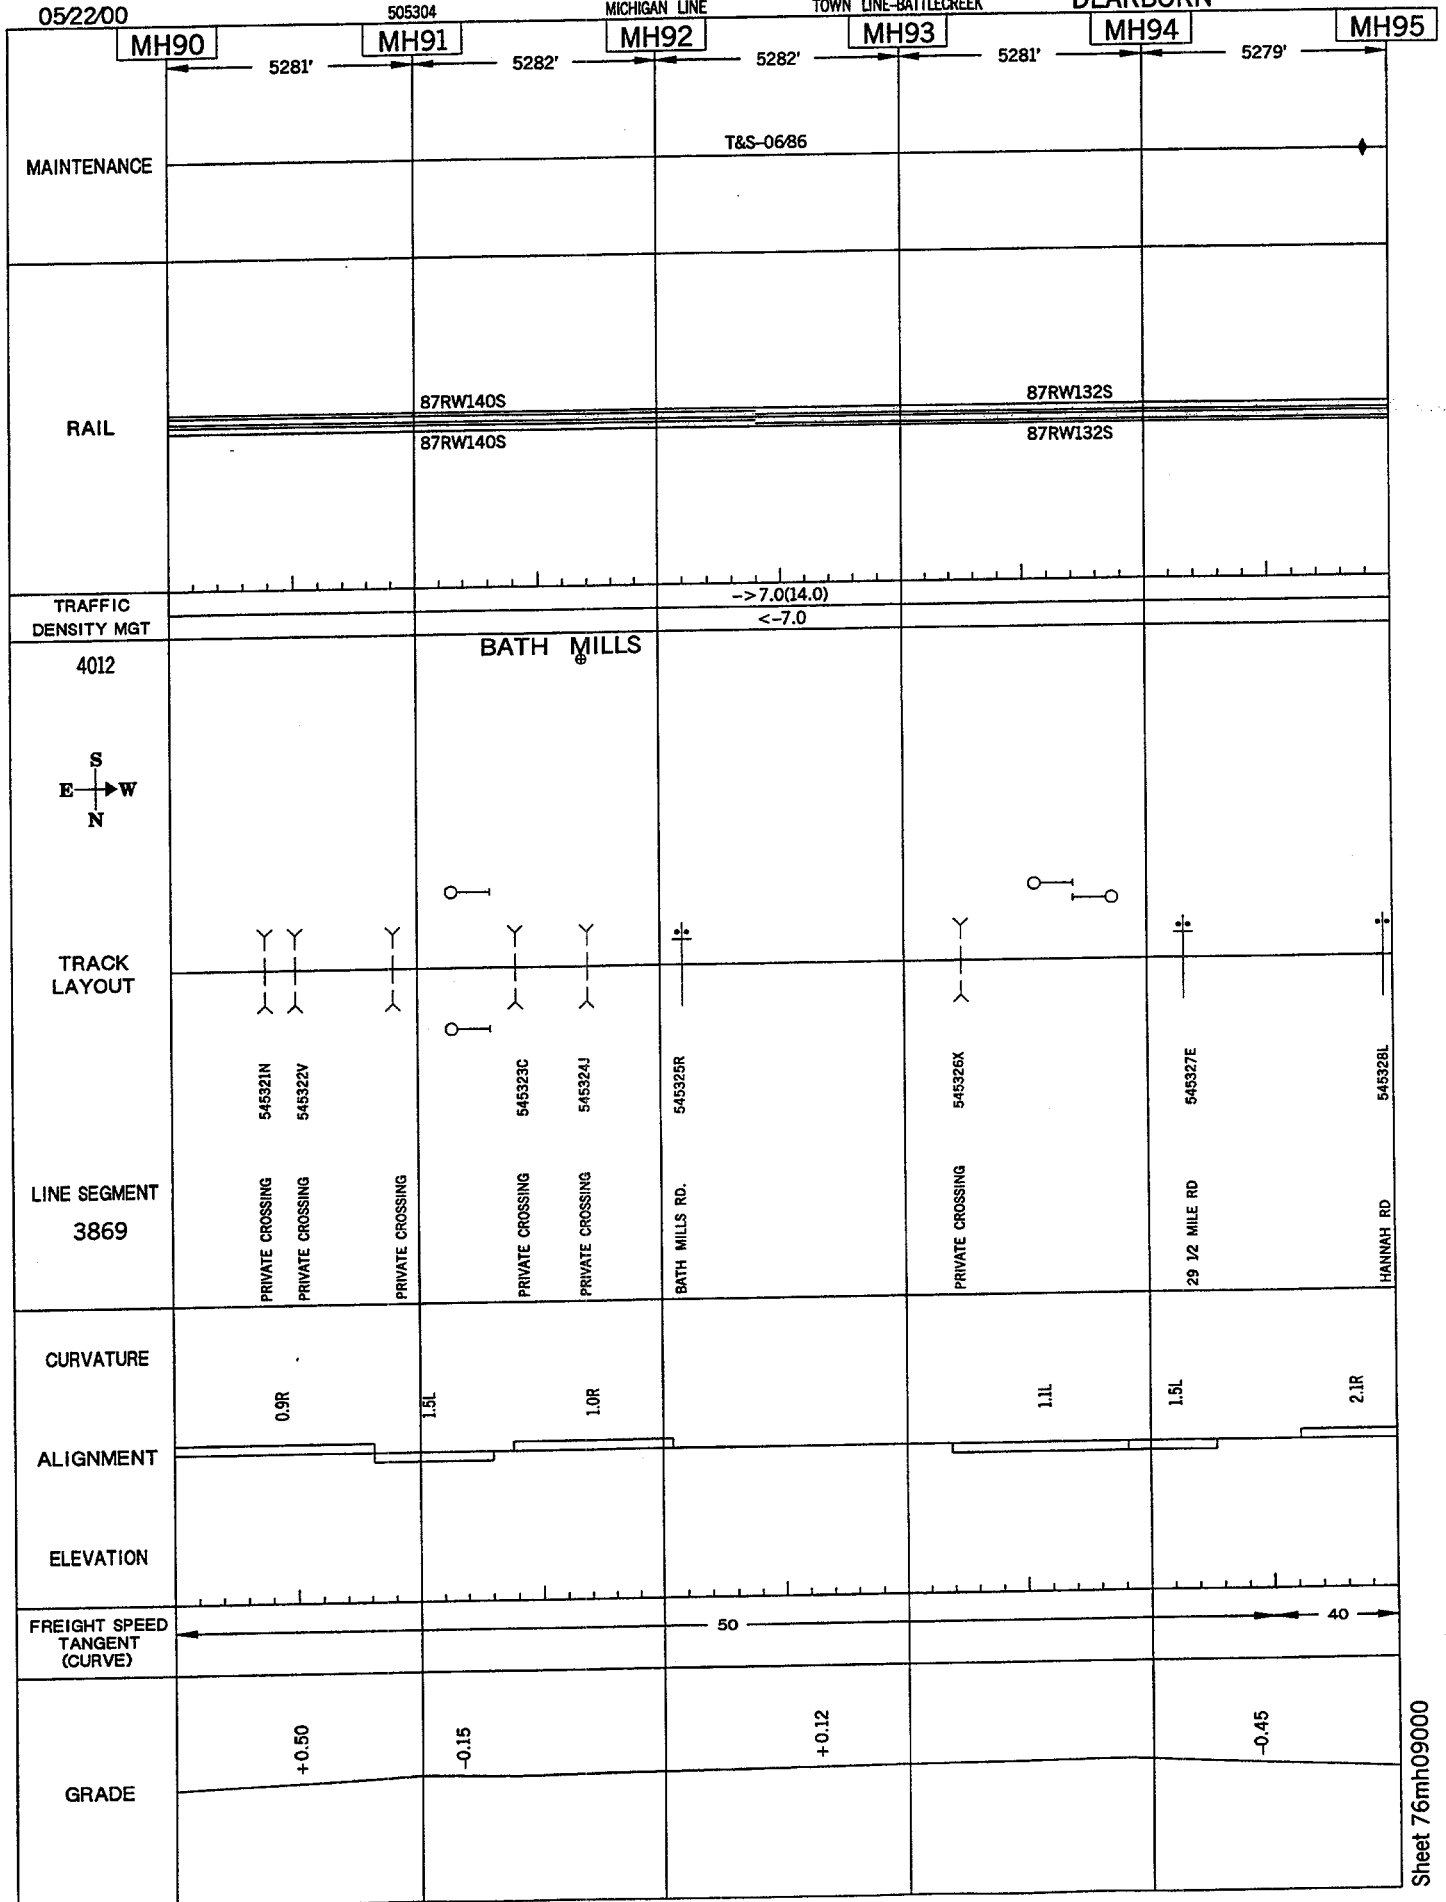 05/22/00 505304 MICHIGAN LINE TOWN LINE-BATTLECREEK DEARBORN
MH90 MH91 MH92 MH93 MH94 MH95
5281' 5282' 5282' 5281' 5279'
T&S-06/86
MAINTENANCE
87RW140S 87RW132S
RAIL
87RW140S 87RW132S
TRAFFIC
DENSITY MGT
->7.0(14.0)
<-7.0
BATH MILLS
4012
S
E W
N
TRACK
LAYOUT
545321N
545322V
545323C
545324J
545325R
545326X
545327E
545328L
LINE SEGMENT
3869
PRIVATE CROSSING
PRIVATE CROSSING
PRIVATE CROSSING
PRIVATE CROSSING
PRIVATE CROSSING
BATH MILLS RD.
PRIVATE CROSSING
29 1/2 MILE RD
HANNAH RD
CURVATURE
0.9R
1.5L
1.0R
1.1L
1.5L
2.1R
ALIGNMENT
ELEVATION
FREIGHT SPEED
TANGENT
(CURVE)
50 40
GRADE
+0.50
-0.15
+0.12
-0.45
Sheet 76mh09000